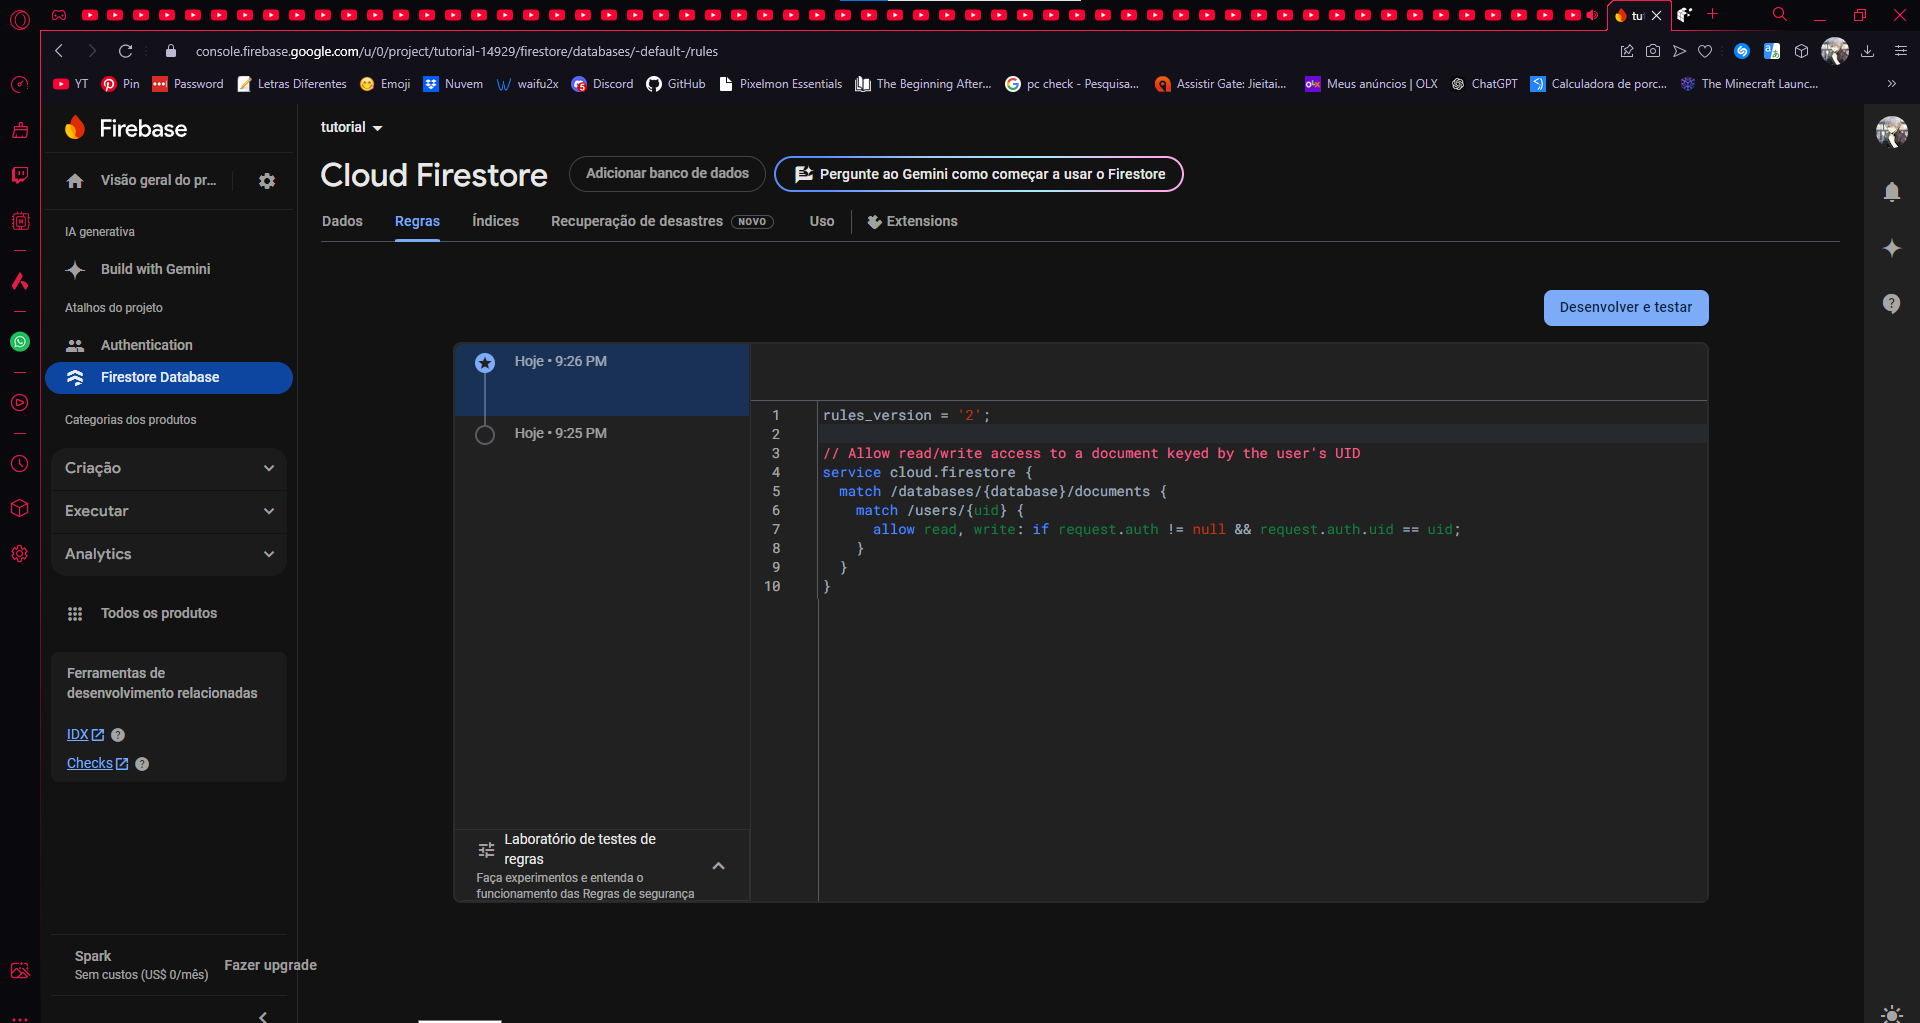 tu
console.firebase.google.com/u/0/project/tutorial-14929/firestore/databases/-default-/rules
YT
Pin
Password
Letras Diferentes
Emoji
Nuvem
waifu2x
Discord
GitHub
Pixelmon Essentials
The Beginning After...
pc check - Pesquisa...
Assistir Gate: Jieitai...
Meus anúncios | OLX
ChatGPT
Calculadora de porc...
The Minecraft Launc...
»
Firebase
Visão geral do pr...
IA generativa
Build with Gemini
Atalhos do projeto
Authentication
Firestore Database
Categorias dos produtos
Criação
Executar
Analytics
Todos os produtos
Ferramentas de
desenvolvimento relacionadas
IDX
Checks
Spark
Sem custos (US$ 0/mês)
Fazer upgrade
tutorial
Cloud Firestore
Adicionar banco de dados
Pergunte ao Gemini como começar a usar o Firestore
Dados
Regras
Índices
Recuperação de desastres
NOVO
Uso
Extensions
Desenvolver e testar
Hoje • 9:26 PM
Hoje • 9:25 PM
1 rules_version = '2';
2
3 // Allow read/write access to a document keyed by the user's UID
4 service cloud.firestore {
5 match /databases/{database}/documents {
6 match /users/{uid} {
7 allow read, write: if request.auth != null && request.auth.uid == uid;
8 }
9 }
10 }
Laboratório de testes de
regras
Faça experimentos e entenda o
funcionamento das Regras de segurança